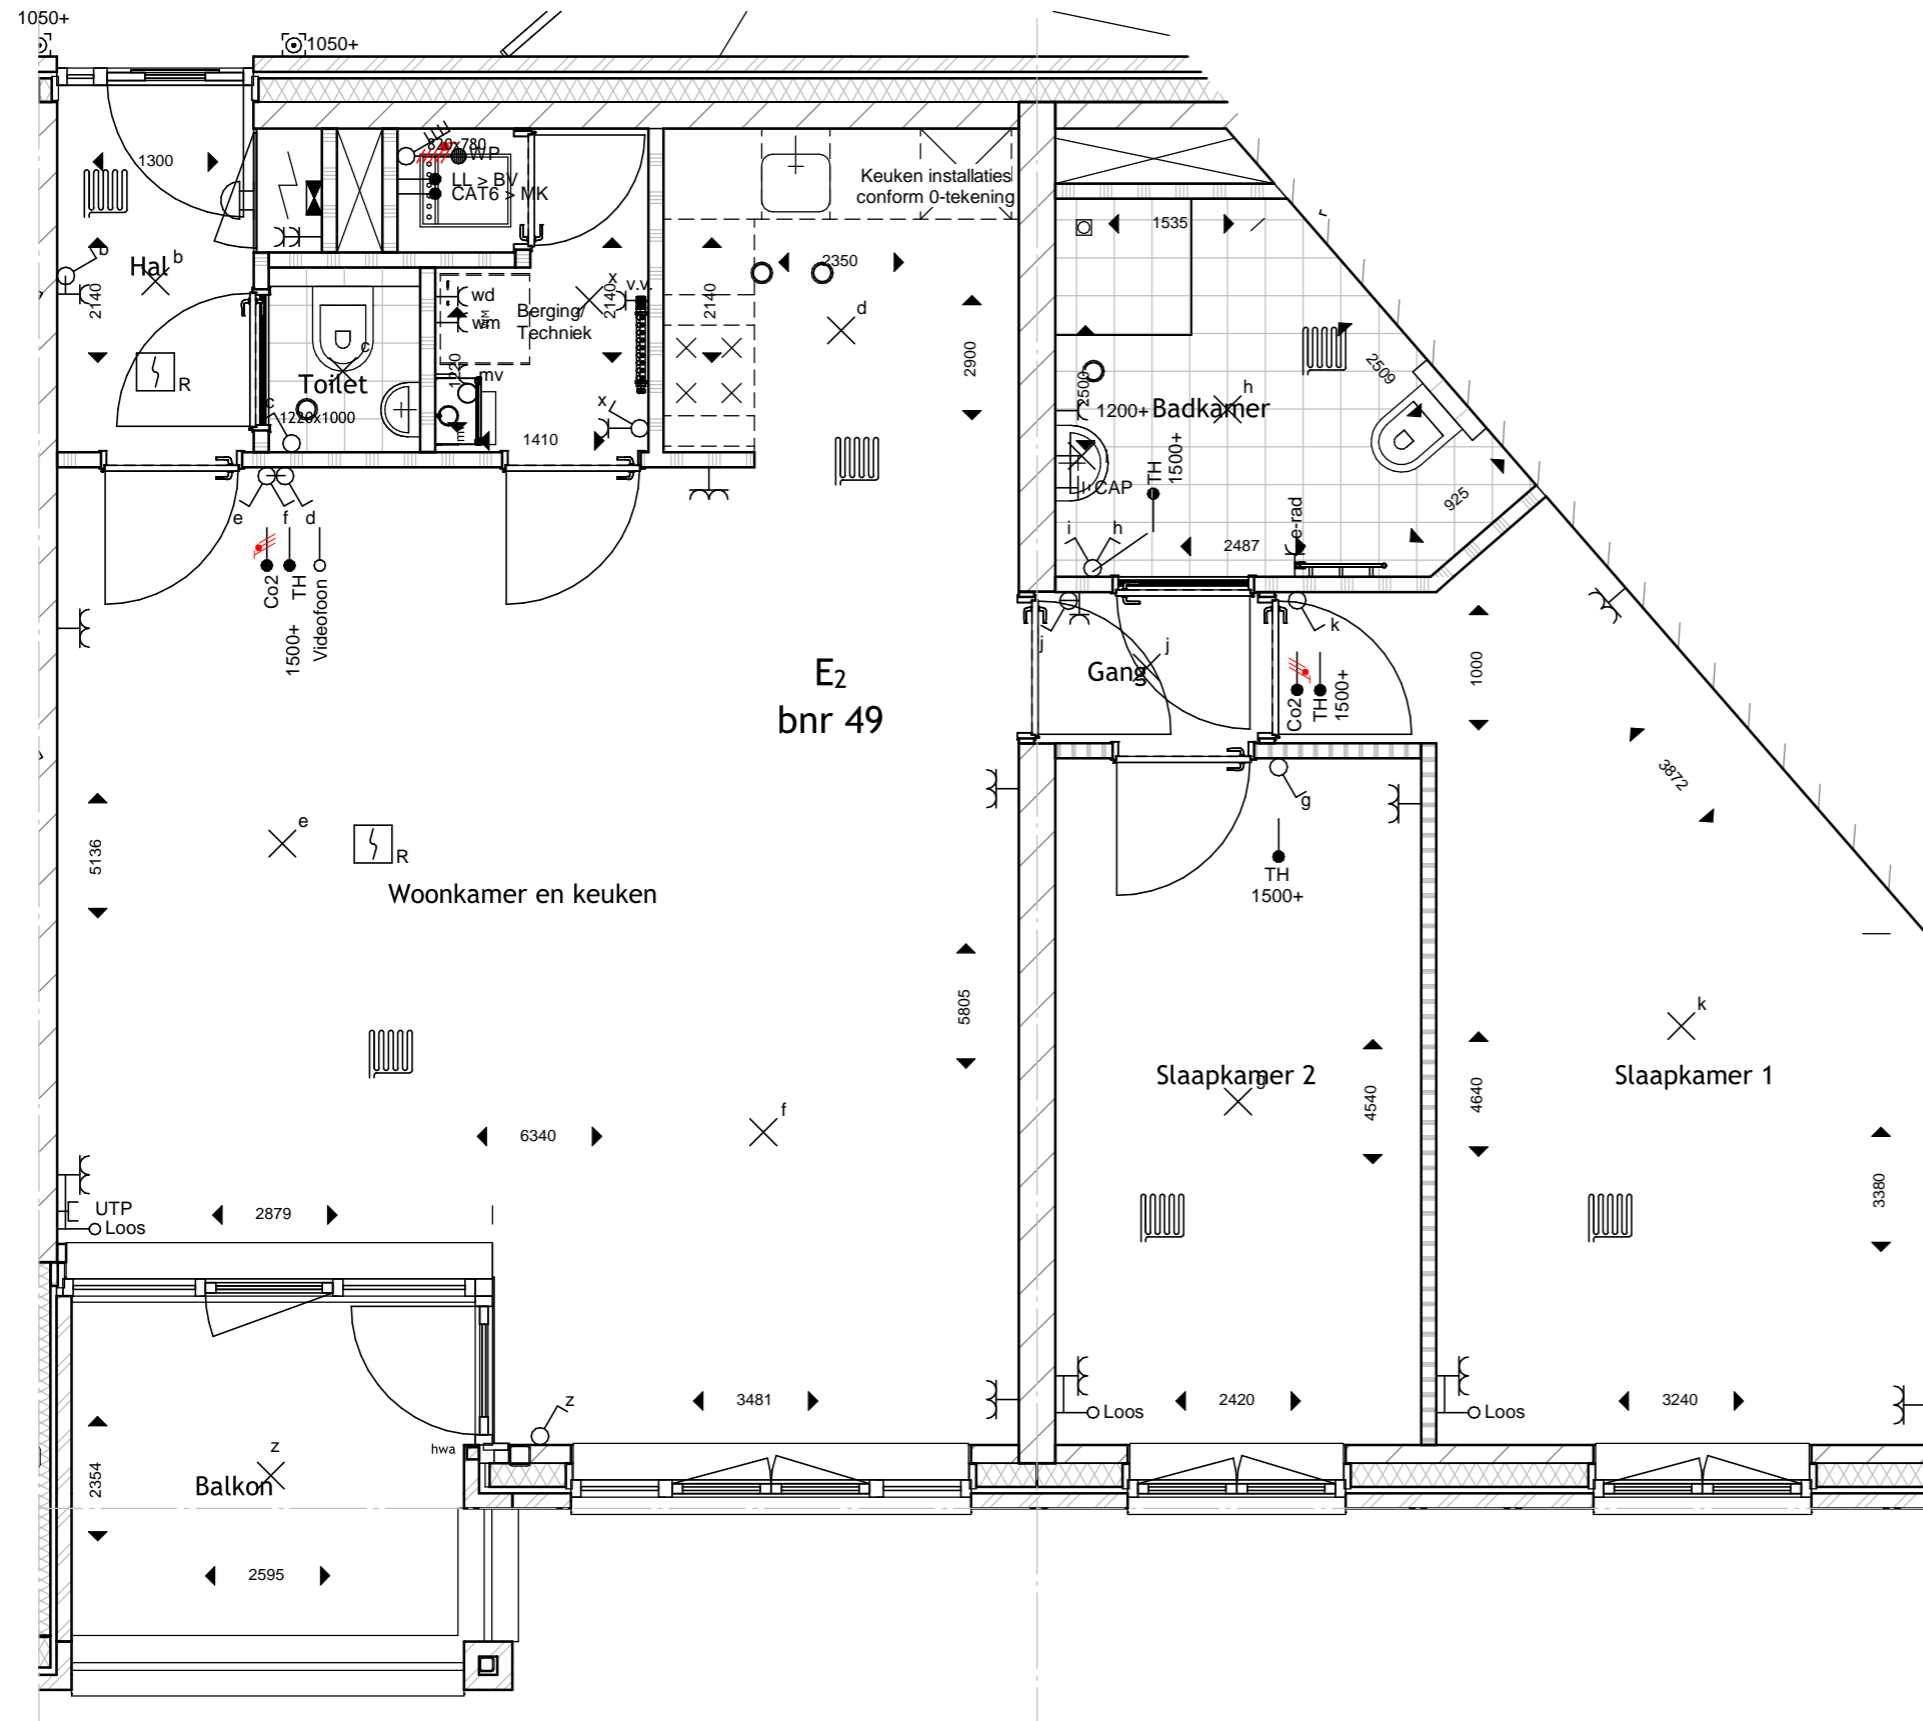 1050+
1050+
1300
820x780
WP
LL > BV
CAT6 > MK
Keuken installaties
conform 0-tekening
1535
b
Hal
b
2140
R
Toilet
c
c
1220x1000
wd
wm
Berging/
Techniek
x
v.v.
2140
2140
1220
mv
x
1410
2350
d
2900
2500
1200+
Badkamer
h
2509
TH
1500+
CAP
925
e-rad
i
h
2487
e
f
d
Co2
TH
1500+
Videofoon
E2
bnr 49
j
Gang
j
k
Co2
TH
1500+
1000
3872
g
TH
1500+
5136
e
R
Woonkamer en keuken
5805
k
Slaapkamer 2
g
4540
4640
Slaapkamer 1
3380
f
6340
UTP
Loos
2879
z
3481
Loos
2420
Loos
3240
hwa
z
Balkon
2354
2595